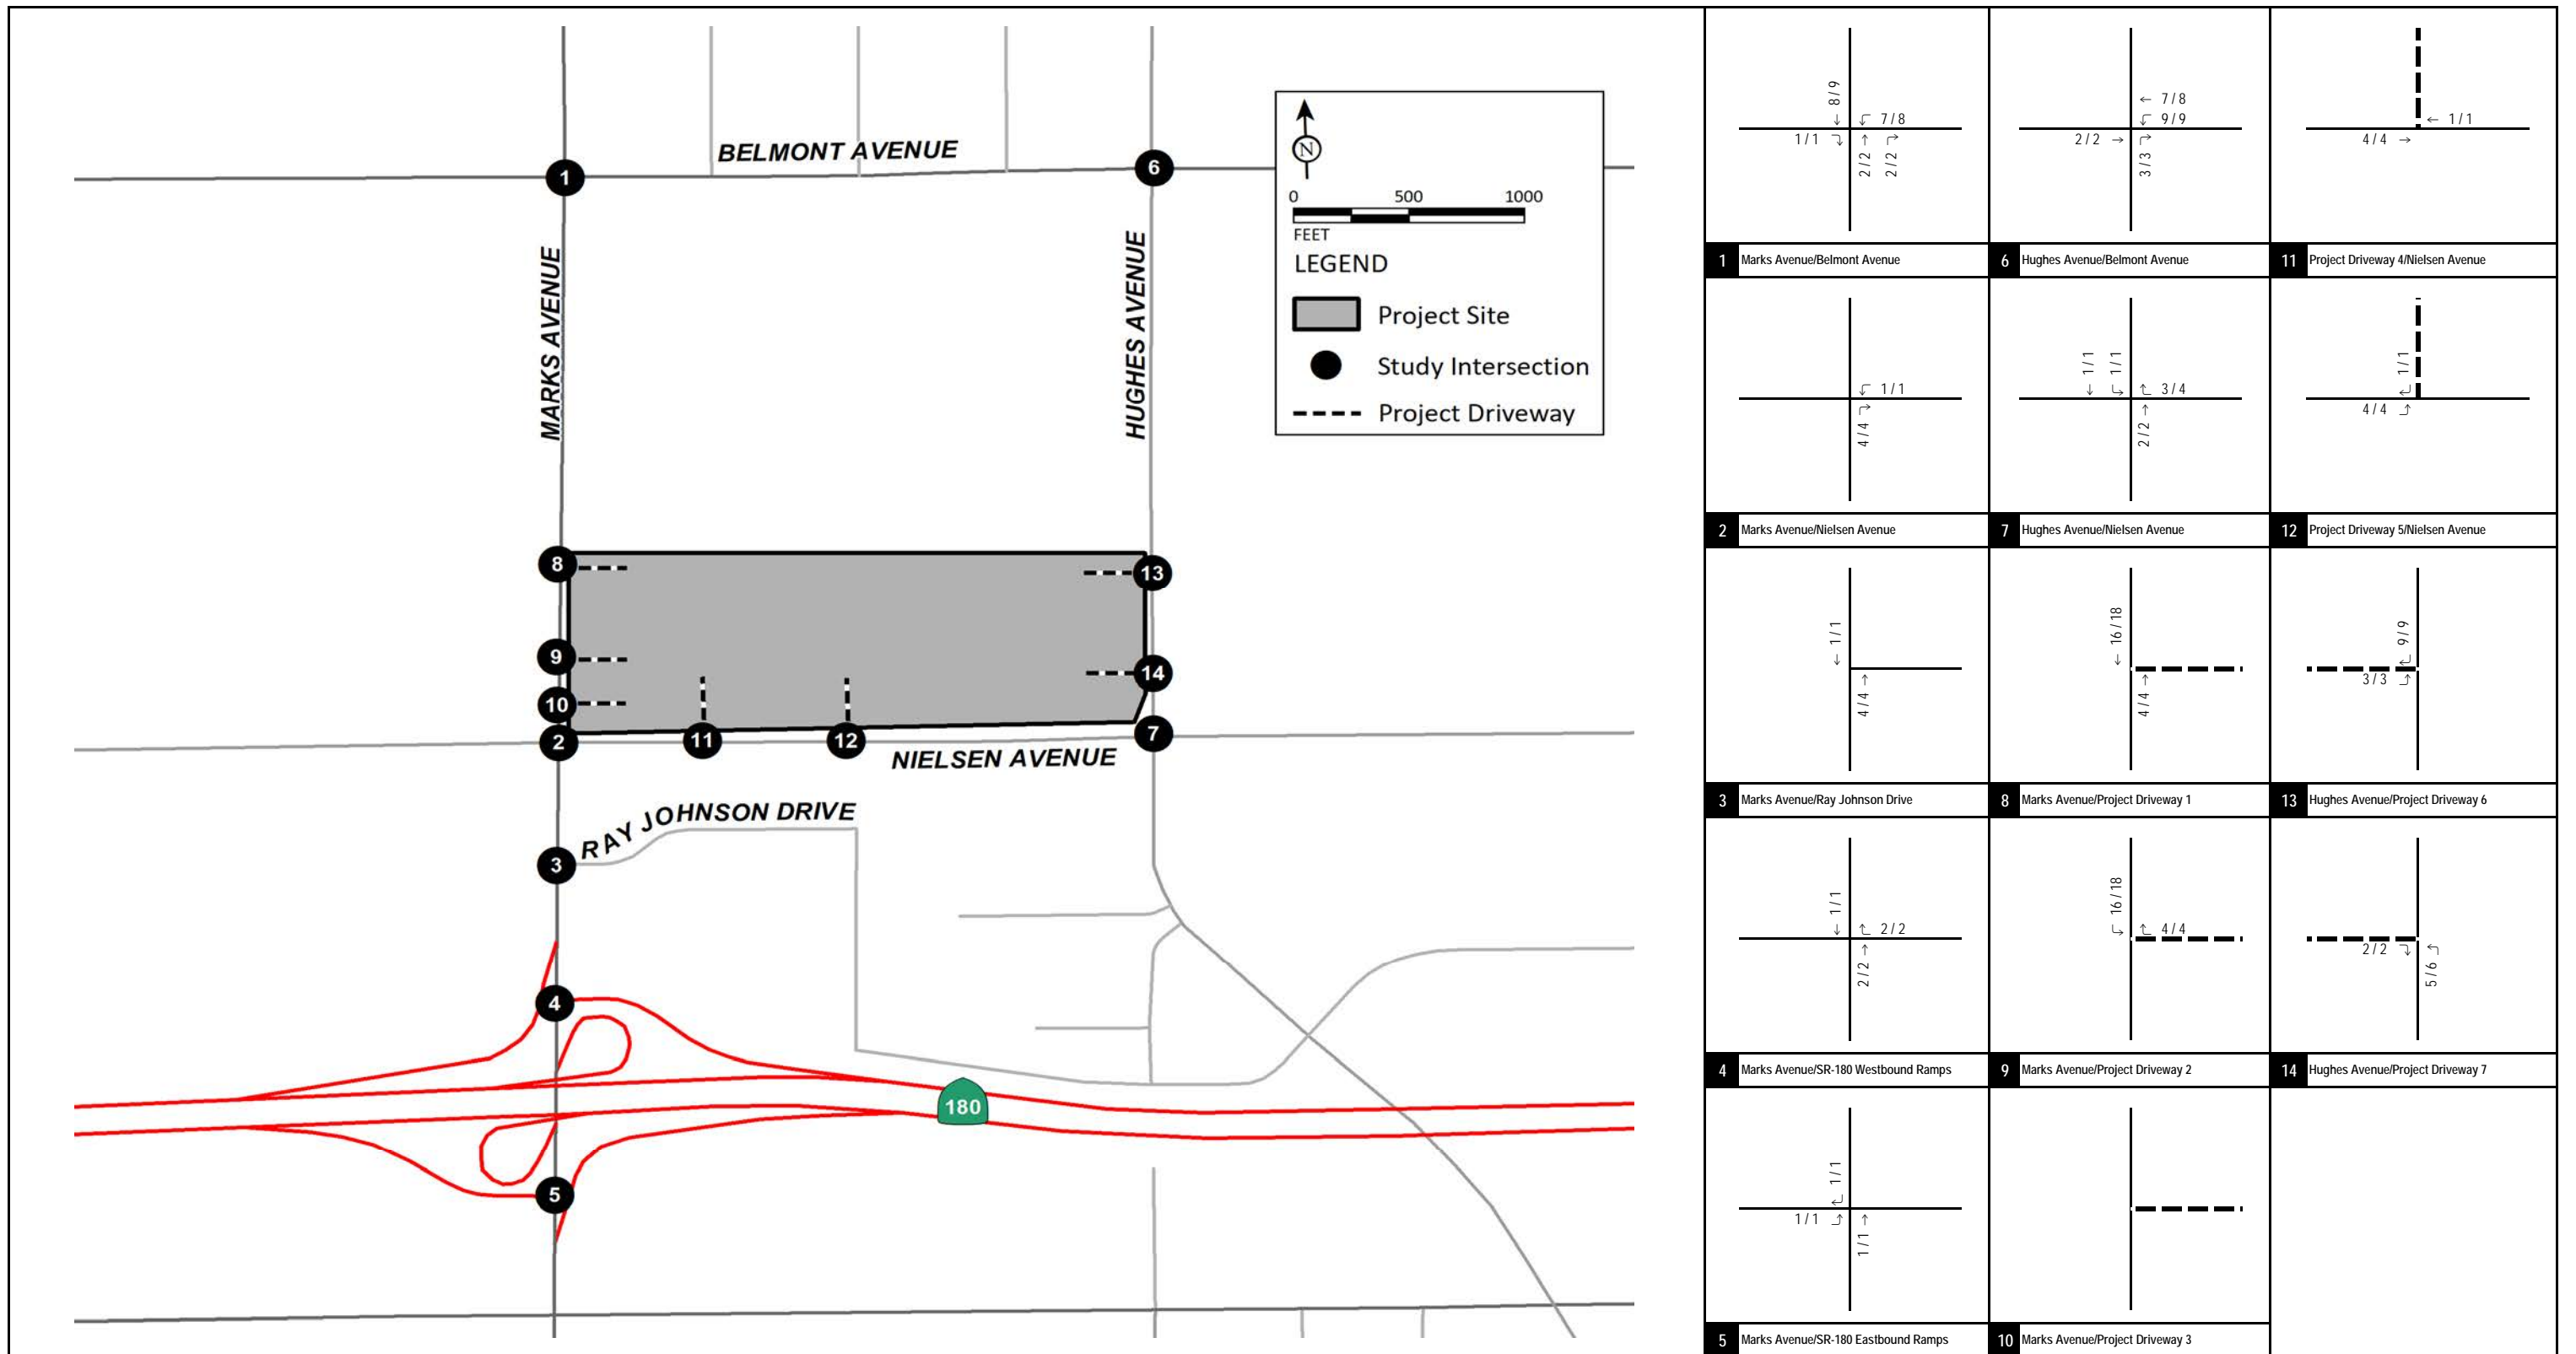 BELMONT AVENUE
MARKS AVENUE
HUGHES AVENUE
NIELSEN AVENUE
RAY JOHNSON DRIVE
1
6
8
9
10
2
11
12
13
14
7
3
4
5
180
N
0 500 1000
FEET
LEGEND
Project Site
Study Intersection
Project Driveway
8 / 9
7 / 8
1 / 1
2 / 2
2 / 2
1 Marks Avenue/Belmont Avenue
7 / 8
9 / 9
2 / 2
3 / 3
6 Hughes Avenue/Belmont Avenue
1 / 1
4 / 4
11 Project Driveway 4/Nielsen Avenue
1 / 1
4 / 4
2 Marks Avenue/Nielsen Avenue
1 / 1
1 / 1
3 / 4
2 / 2
7 Hughes Avenue/Nielsen Avenue
1 / 1
4 / 4
12 Project Driveway 5/Nielsen Avenue
1 / 1
4 / 4
3 Marks Avenue/Ray Johnson Drive
16 / 18
4 / 4
8 Marks Avenue/Project Driveway 1
9 / 9
3 / 3
13 Hughes Avenue/Project Driveway 6
1 / 1
2 / 2
2 / 2
4 Marks Avenue/SR-180 Westbound Ramps
16 / 18
4 / 4
9 Marks Avenue/Project Driveway 2
2 / 2
5 / 6
14 Hughes Avenue/Project Driveway 7
1 / 1
1 / 1
1 / 1
5 Marks Avenue/SR-180 Eastbound Ramps
10 Marks Avenue/Project Driveway 3